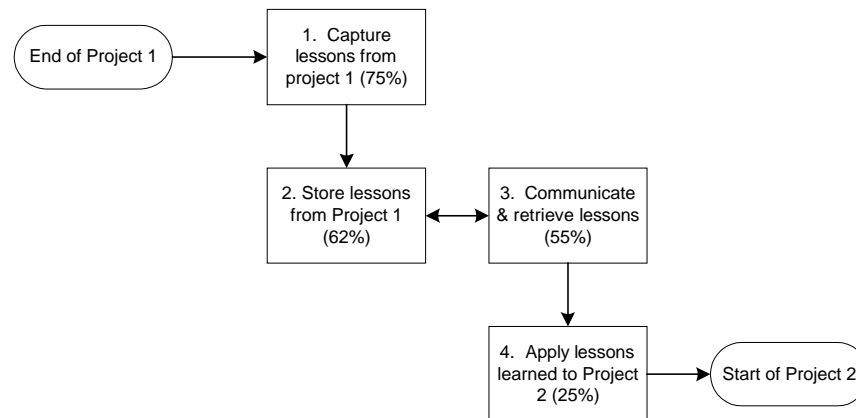 End of Project 1
1. Capture
lessons from
project 1 (75%)
2. Store lessons
from Project 1
(62%)
3. Communicate
& retrieve lessons
(55%)
4. Apply lessons
learned to Project
2 (25%)
Start of Project 2